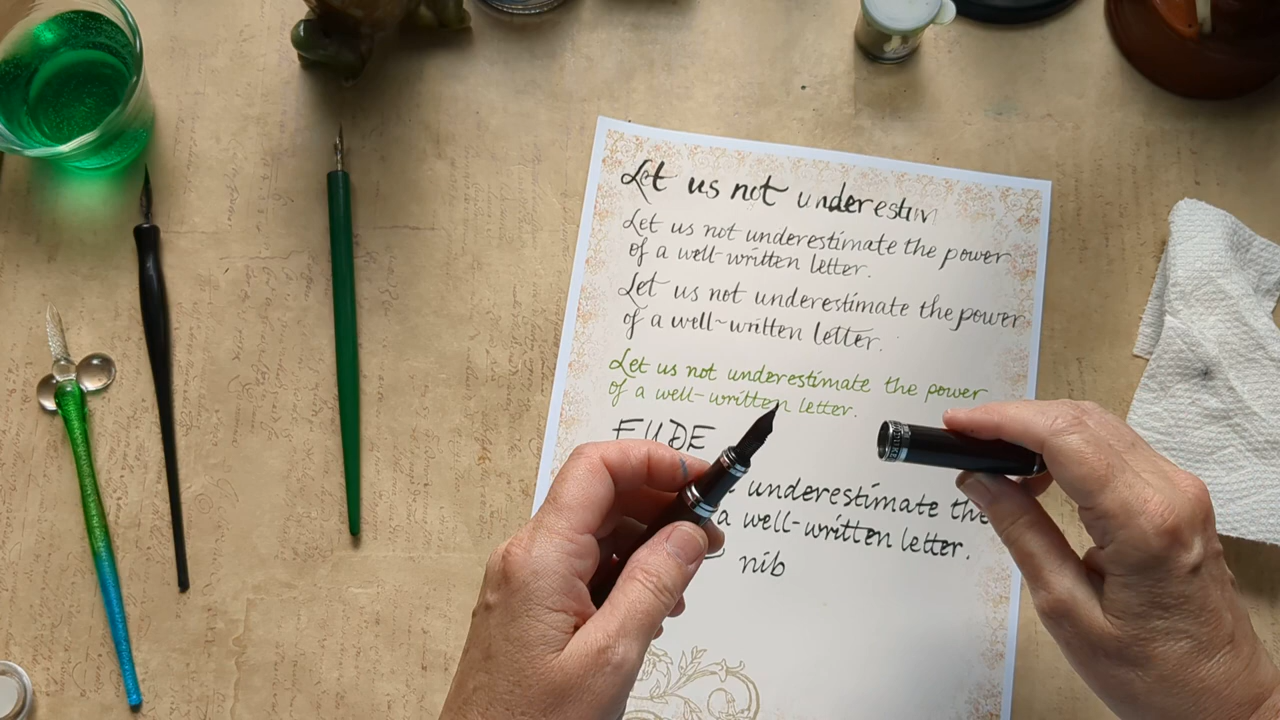 Let us not underestim
Let us not underestimate the power
of a well-written letter.
Let us not underestimate the power
of a well-written letter.
Let us not underestimate the power
of a well-written letter.
FUDE
underestimate the
a well-written letter.
nib